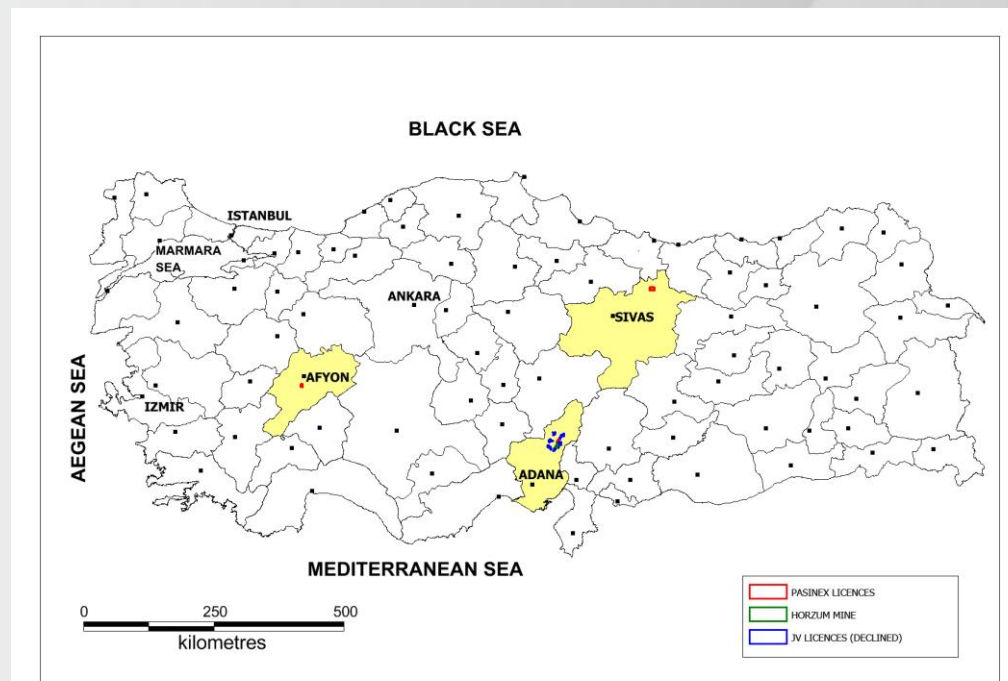 BLACK SEA
ISTANBUL
MARMARA
SEA
ANKARA
SIVAS
AFYON
AEGEAN SEA
IZMIR
ADANA
MEDITERRANEAN SEA
0 250 500
kilometres
PASINEX LICENCES
HORZUM MINE
JV LICENCES (DECLINED)